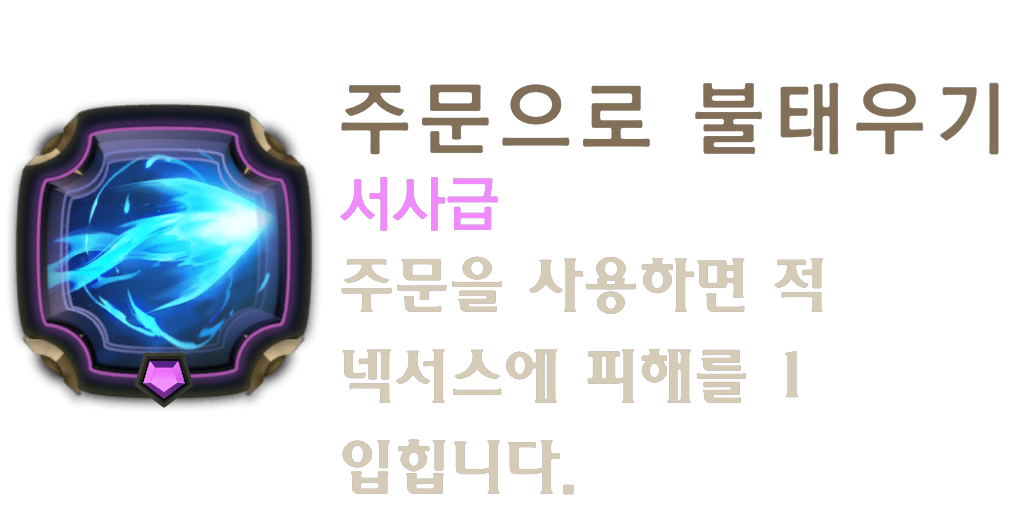 주문으로 불태우기
서사급
주문을 사용하면 적
넥서스에 피해를 1
입힙니다.